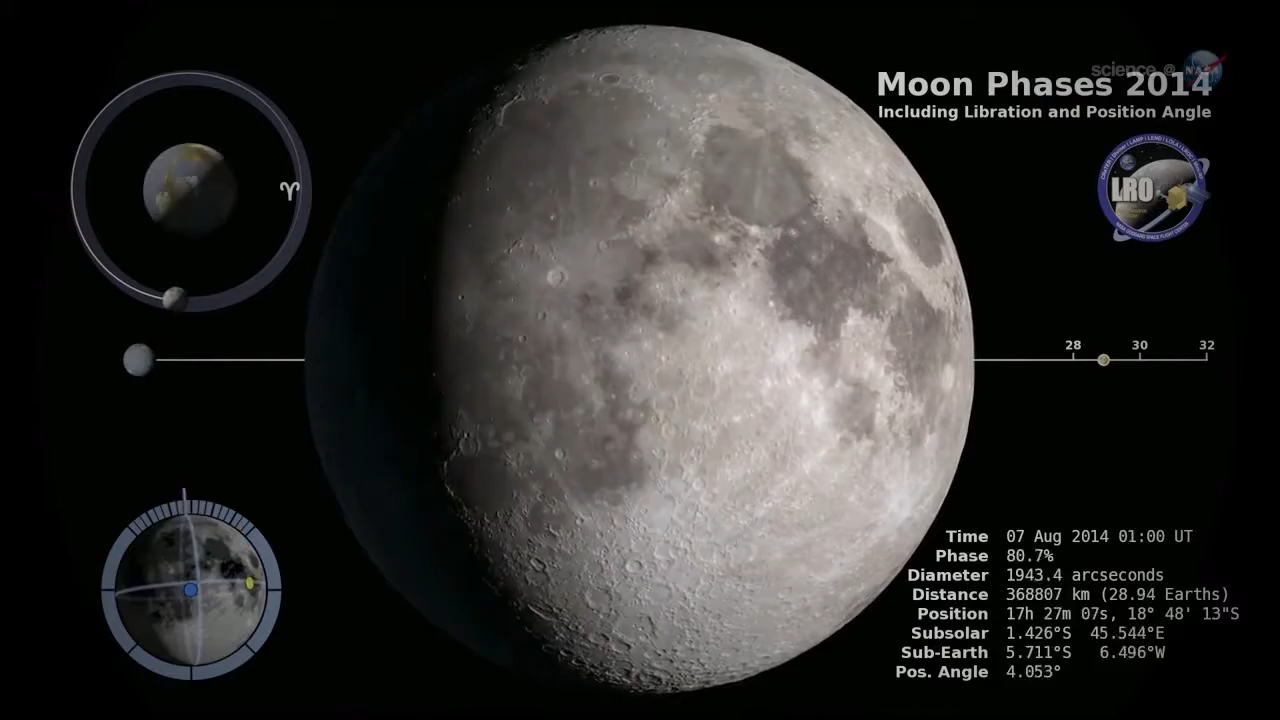 science @ NASA
Moon Phases 2014
Including Libration and Position Angle
LRO
28 30 32
Time 07 Aug 2014 01:00 UT
Phase 80.7%
Diameter 1943.4 arcseconds
Distance 368807 km (28.94 Earths)
Position 17h 27m 07s, 18° 48' 13"S
Subsolar 1.426°S 45.544°E
Sub-Earth 5.711°S 6.496°W
Pos. Angle 4.053°